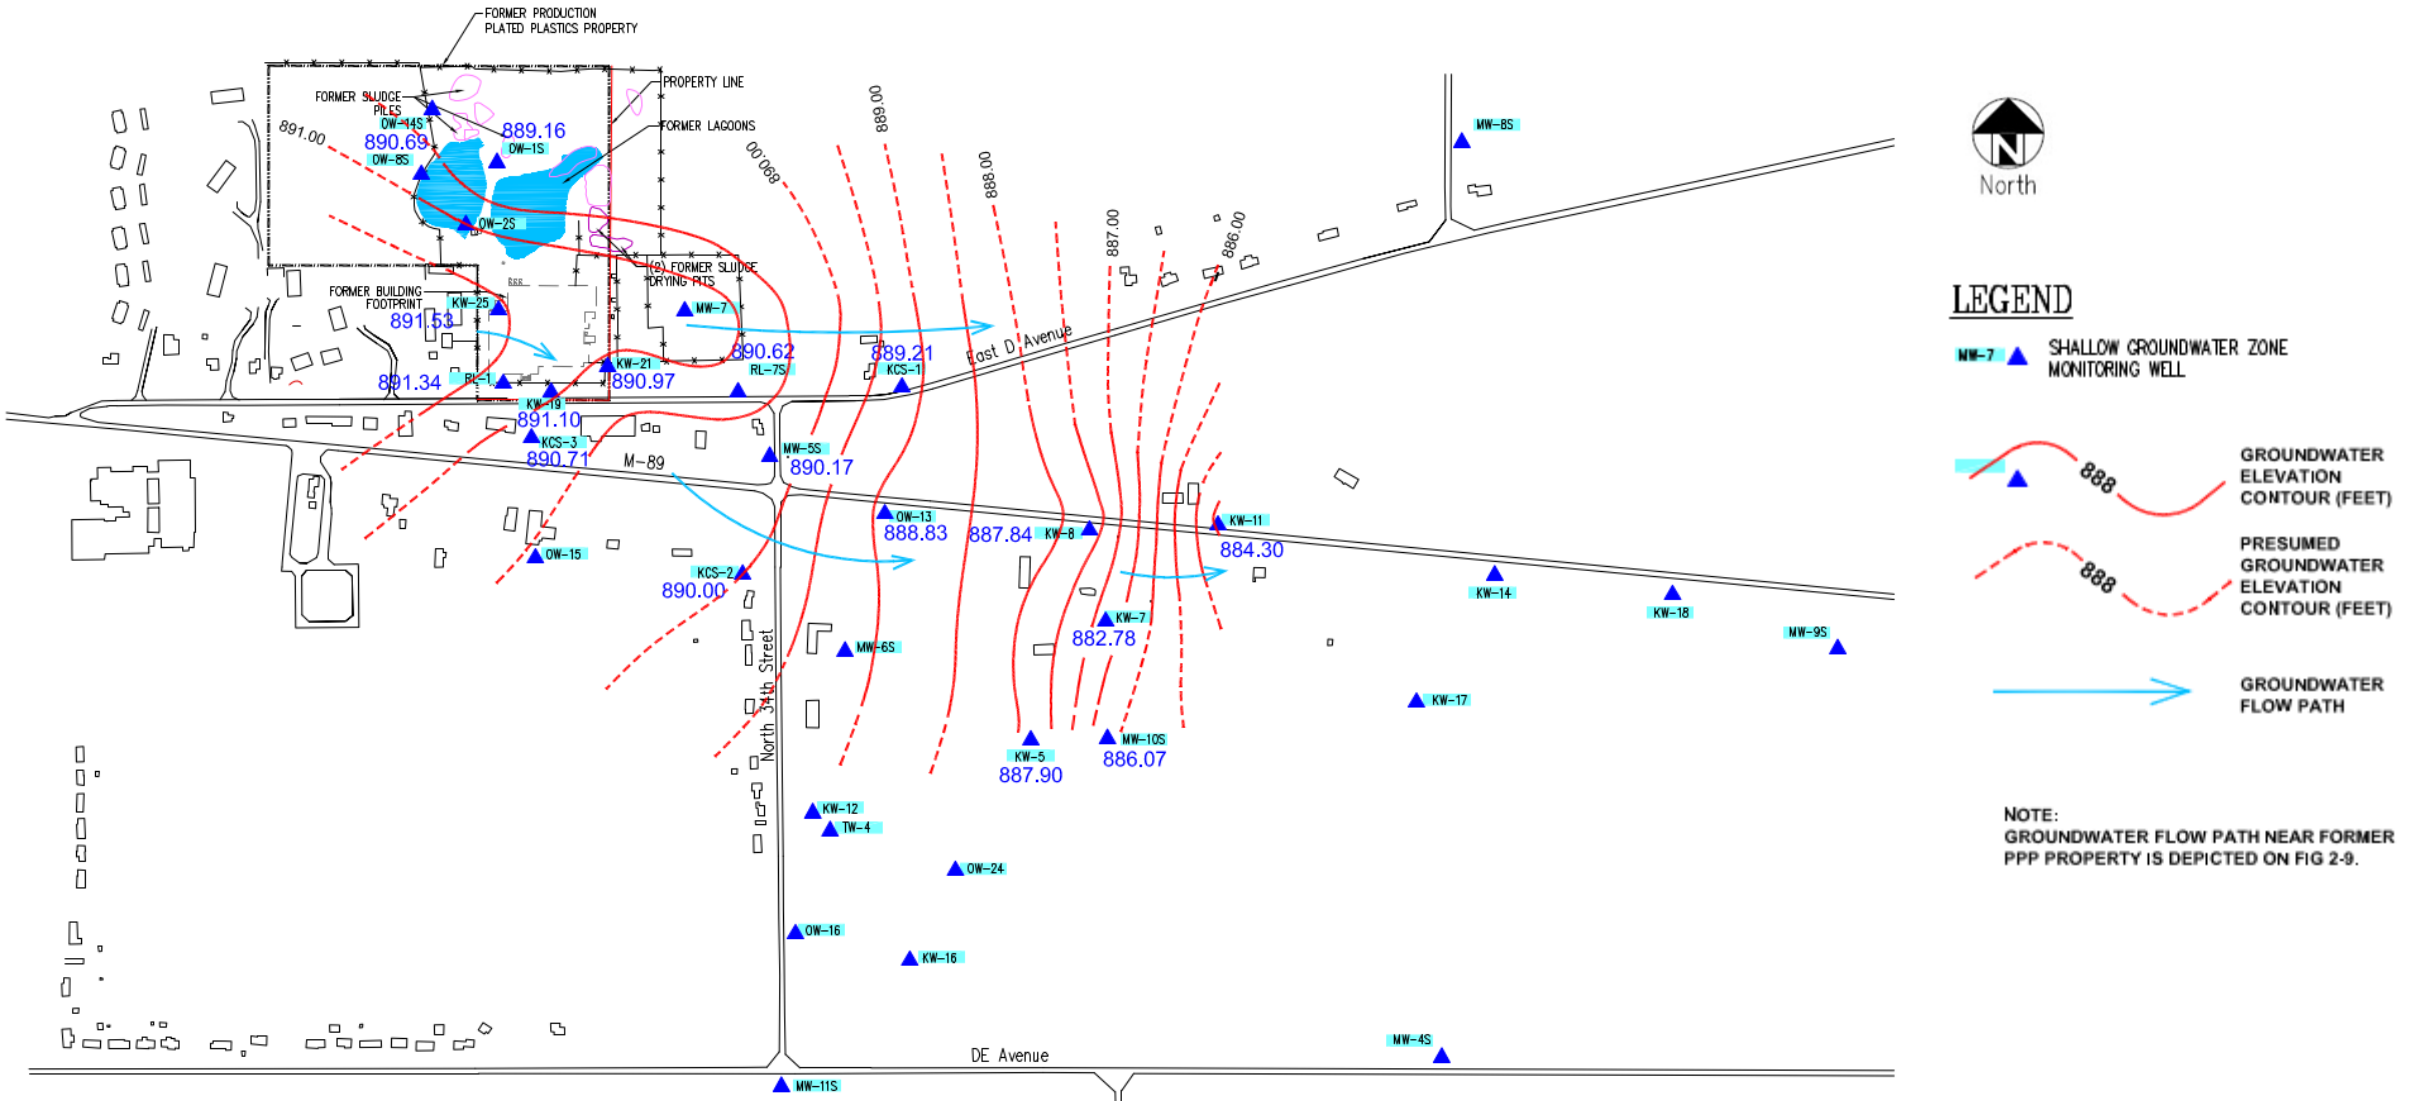 FORMER PRODUCTION
PLATED PLASTICS PROPERTY
PROPERTY LINE
FORMER SLUDGE
PILES
OW-14S
890.69
OW-8S
889.16
OW-1S
FORMER LAGOONS
891.00
OW-2S
(2) FORMER SLUDGE
DRYING PITS
FORMER BUILDING
FOOTPRINT
KW-25
891.53
MW-7
890.00
889.00
888.00
887.00
886.00
MW-8S
891.34
RL-1
KW-21
890.97
890.62
RL-7S
889.21
KCS-1
East D Avenue
KW-19
891.10
KCS-3
890.71
M-89
MW-5S
890.17
OW-15
KCS-2
890.00
OW-13
888.83
887.84
KW-8
KW-11
884.30
KW-7
882.78
KW-14
KW-18
MW-9S
MW-6S
North 34th Street
KW-17
KW-5
887.90
MW-10S
886.07
KW-12
TW-4
OW-24
OW-16
KW-16
DE Avenue
MW-4S
MW-11S
N
North
LEGEND
MW-7
SHALLOW GROUNDWATER ZONE
MONITORING WELL
888
GROUNDWATER
ELEVATION
CONTOUR (FEET)
888
PRESUMED
GROUNDWATER
ELEVATION
CONTOUR (FEET)
GROUNDWATER
FLOW PATH
NOTE:
GROUNDWATER FLOW PATH NEAR FORMER
PPP PROPERTY IS DEPICTED ON FIG 2-9.